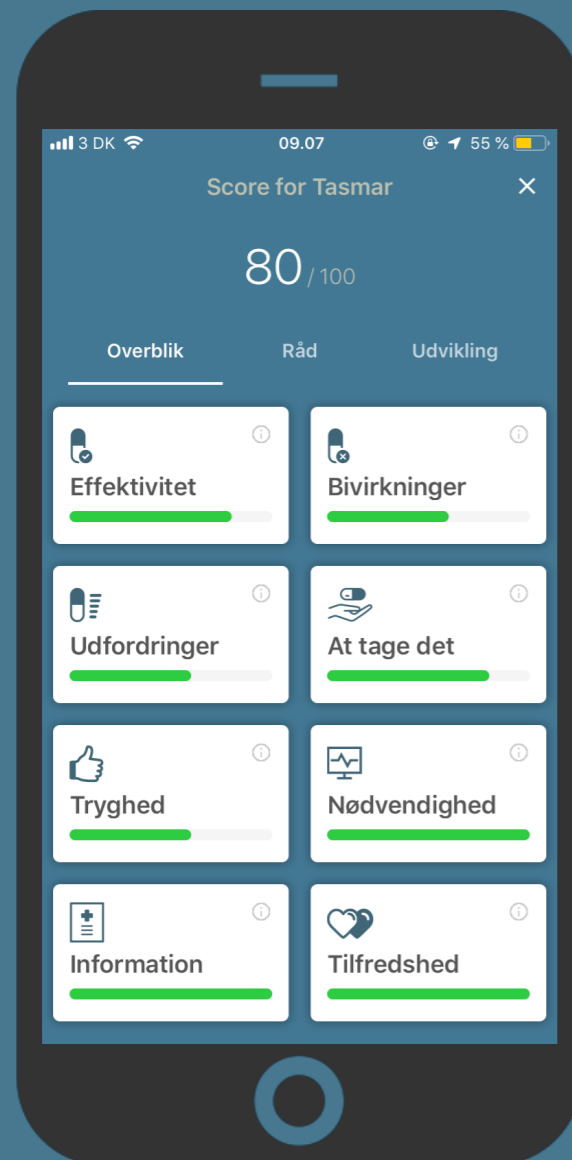 3 DK 09.07 55 %
Score for Tasmar
80 / 100
Overblik Råd Udvikling
Effektivitet Bivirkninger
Udfordringer At tage det
Tryghed Nødvendighed
Information Tilfredshed